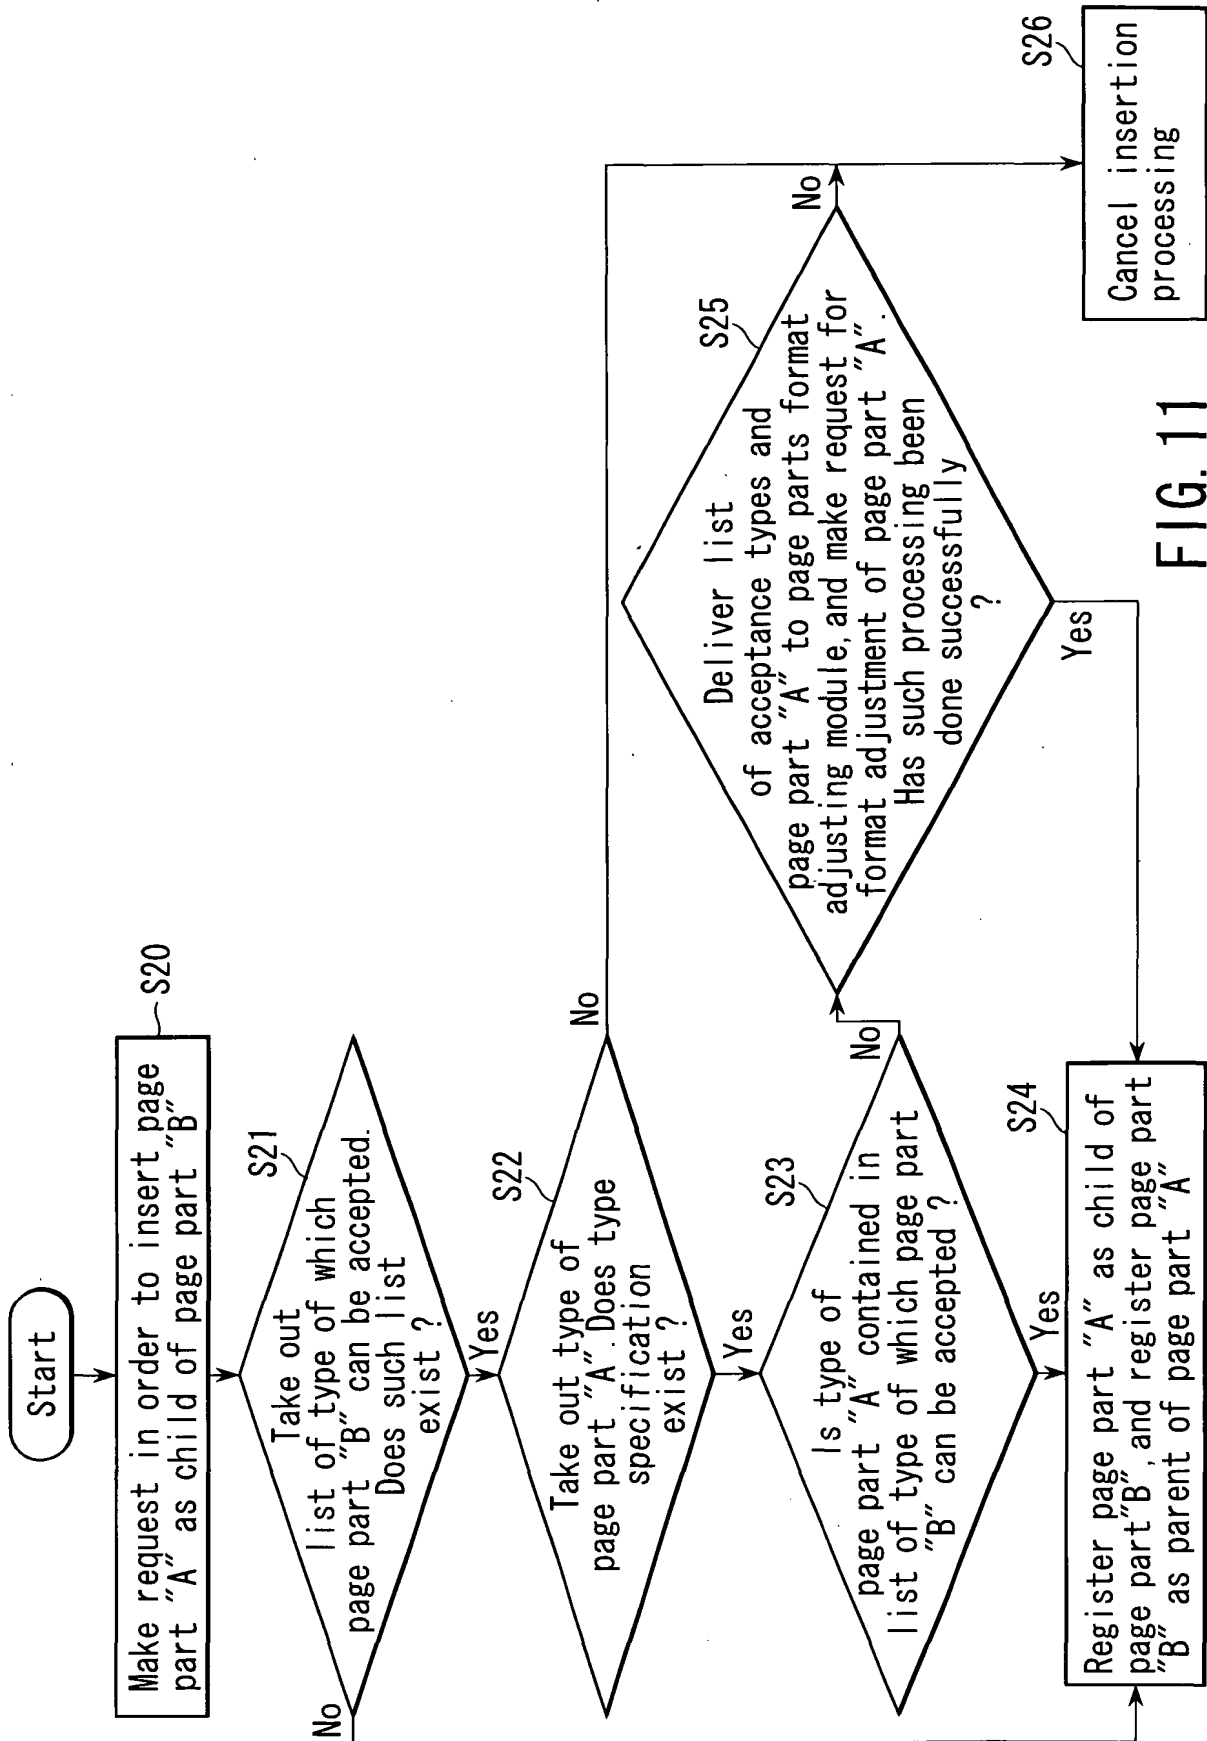 Start
S20
Make request in order to insert page
part "A" as child of page part "B"
S21
Take out
list of type of which
page part "B" can be accepted.
Does such list
exist ?
No
Yes
S22
Take out type of
page part "A". Does type
specification
exist ?
No
Yes
S23
Is type of
page part "A" contained in
list of type of which page part
"B" can be accepted ?
No
Yes
S24
Register page part "A" as child of
page part "B", and register page part
"B" as parent of page part "A"
S25
Deliver list
of acceptance types and
page part "A" to page parts format
adjusting module, and make request for
format adjustment of page part "A".
Has such processing been
done successfully
?
No
Yes
S26
Cancel insertion
processing
FIG. 11